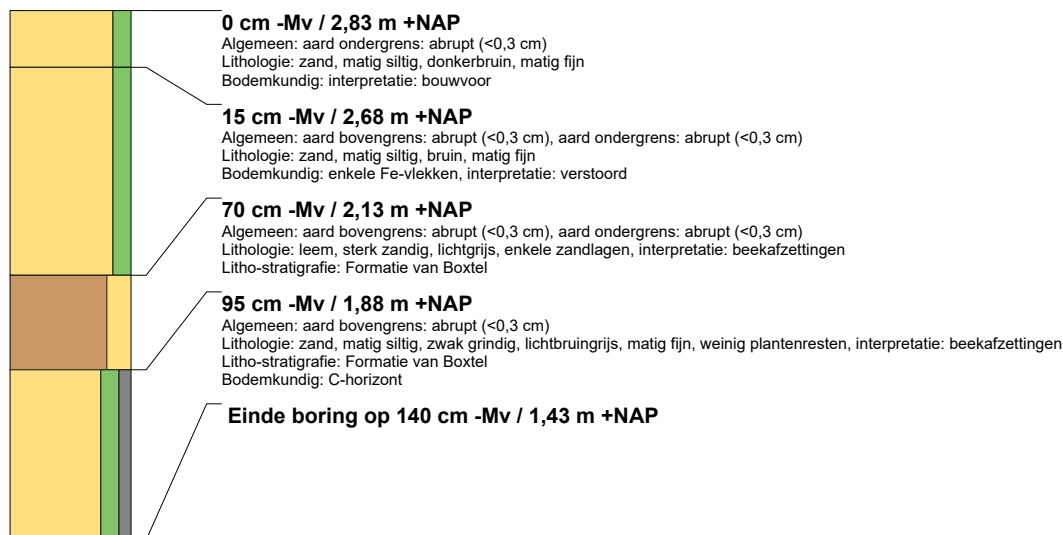 0 cm -Mv / 2,83 m +NAP
Algemeen: aard ondergrens: abrupt (<0,3 cm)
Lithologie: zand, matig siltig, donkerbruin, matig fijn
Bodemkundig: interpretatie: bouwvoor
15 cm -Mv / 2,68 m +NAP
Algemeen: aard bovengrens: abrupt (<0,3 cm), aard ondergrens: abrupt (<0,3 cm)
Lithologie: zand, matig siltig, bruin, matig fijn
Bodemkundig: enkele Fe-vlekken, interpretatie: verstoord
70 cm -Mv / 2,13 m +NAP
Algemeen: aard bovengrens: abrupt (<0,3 cm), aard ondergrens: abrupt (<0,3 cm)
Lithologie: leem, sterk zandig, lichtgrijs, enkele zandlagen, interpretatie: beekafzettingen
Litho-stratigrafie: Formatie van Boxtel
95 cm -Mv / 1,88 m +NAP
Algemeen: aard bovengrens: abrupt (<0,3 cm)
Lithologie: zand, matig siltig, zwak grindig, lichtbruingrijs, matig fijn, weinig plantenresten, interpretatie: beekafzettingen
Litho-stratigrafie: Formatie van Boxtel
Bodemkundig: C-horizont
Einde boring op 140 cm -Mv / 1,43 m +NAP